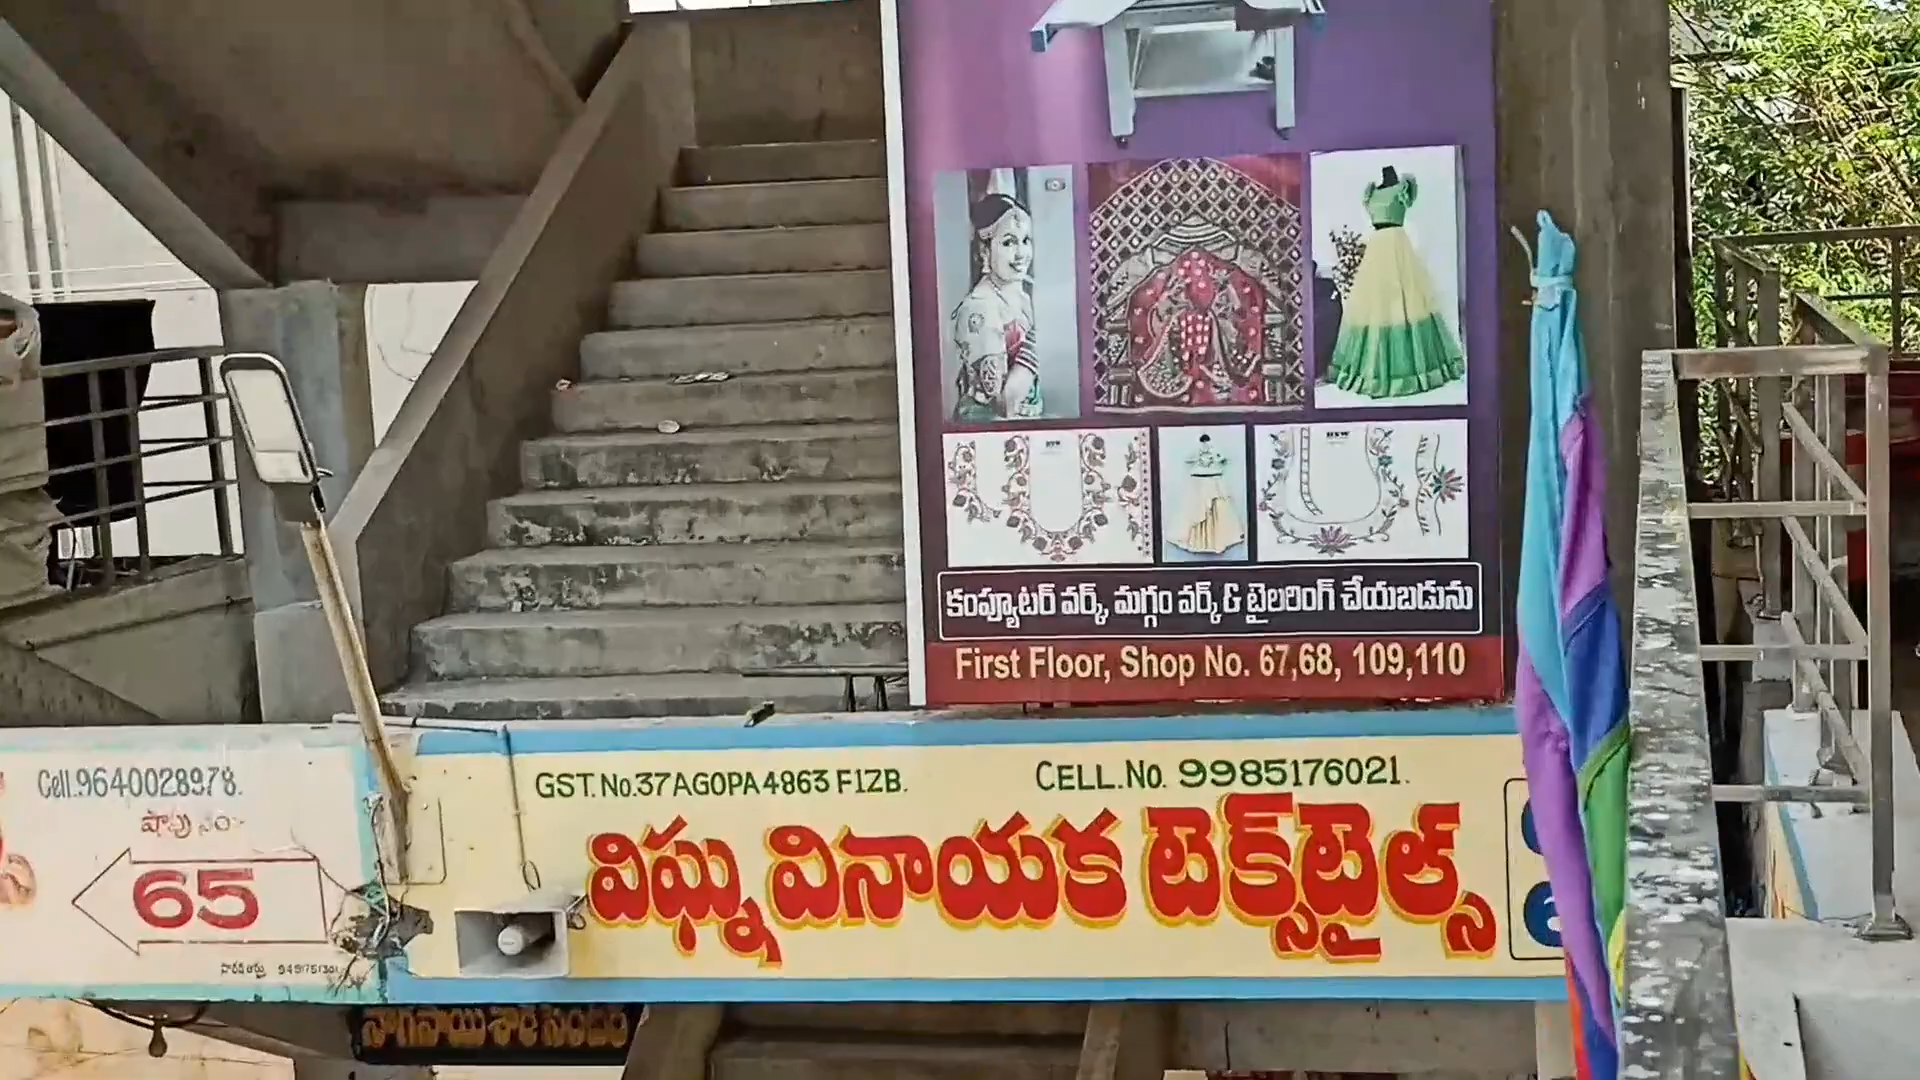 కంప్యూటర్ వర్క్, మగ్గం వర్క్ & టైలరింగ్ చేయబడును
First Floor, Shop No. 67,68, 109,110
Cell.9640028978.
షాపు నెం-
65
GST.No.37AGOPA4863F1ZB.
CELL.No. 9985176021.
విఘ్న వినాయక టెక్స్‌టైల్స్